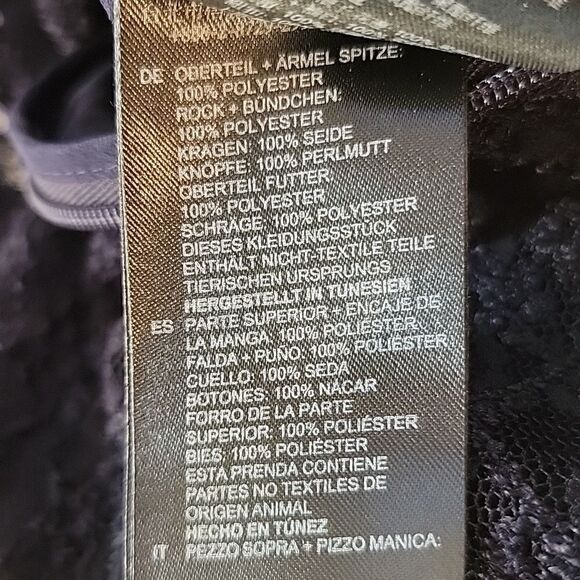 DE OBERTEIL + ÄRMEL SPITZE:
100% POLYESTER
ROCK + BÜNDCHEN:
100% POLYESTER
KRAGEN: 100% SEIDE
KNÖPFE: 100% PERLMUTT
OBERTEIL FUTTER
100% POLYESTER
SCHRÄGE: 100% POLYESTER
DIESES KLEIDUNGSSTÜCK
ENTHÄLT NICHT-TEXTILE TEILE
TIERISCHEN URSPRUNGS
HERGESTELLT IN TUNESIEN
ES PARTE SUPERIOR + ENCAJE DE
LA MANGA: 100% POLIÉSTER
FALDA + PUÑO: 100% POLIÉSTER
CUELLO: 100% SEDA
BOTONES: 100% NÁCAR
FORRO DE LA PARTE
SUPERIOR: 100% POLIÉSTER
BIES: 100% POLIÉSTER
ESTA PRENDA CONTIENE
PARTES NO TEXTILES DE
ORIGEN ANIMAL
HECHO EN TÚNEZ
IT PEZZO SOPRA + PIZZO MANICA: